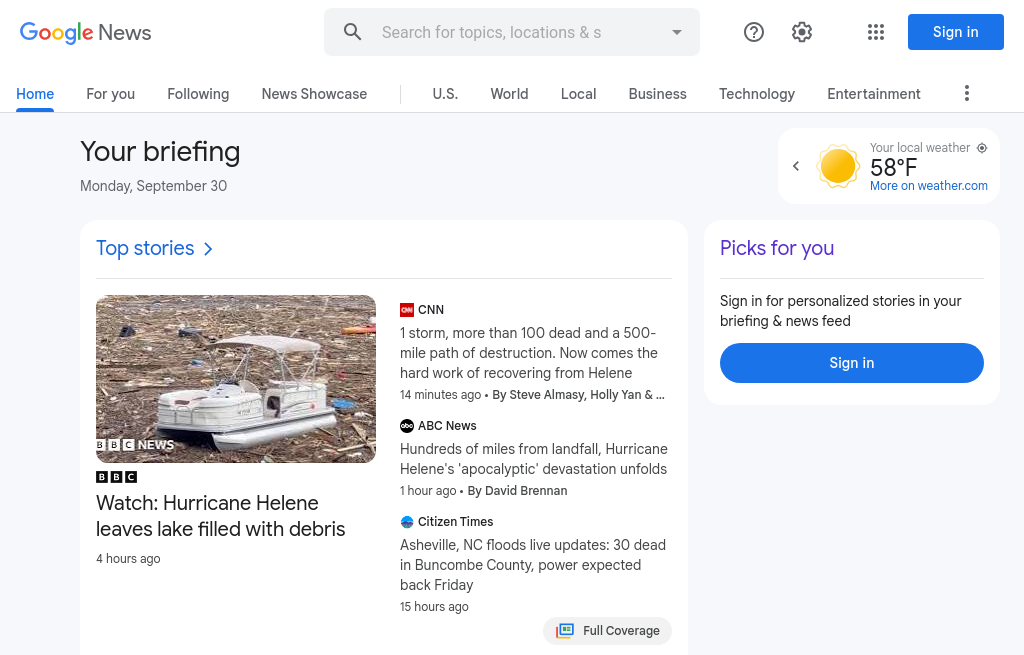 Google News
Search for topics, locations & s
Sign in
Home
For you
Following
News Showcase
U.S.
World
Local
Business
Technology
Entertainment
Your briefing
Monday, September 30
Your local weather
58°F
More on weather.com
Top stories
BBC NEWS
BBC
Watch: Hurricane Helene
leaves lake filled with debris
4 hours ago
CNN
CNN
1 storm, more than 100 dead and a 500-
mile path of destruction. Now comes the
hard work of recovering from Helene
14 minutes ago • By Steve Almasy, Holly Yan & ...
abc
ABC News
Hundreds of miles from landfall, Hurricane
Helene's 'apocalyptic' devastation unfolds
1 hour ago • By David Brennan
Citizen Times
Asheville, NC floods live updates: 30 dead
in Buncombe County, power expected
back Friday
15 hours ago
Full Coverage
Picks for you
Sign in for personalized stories in your
briefing & news feed
Sign in